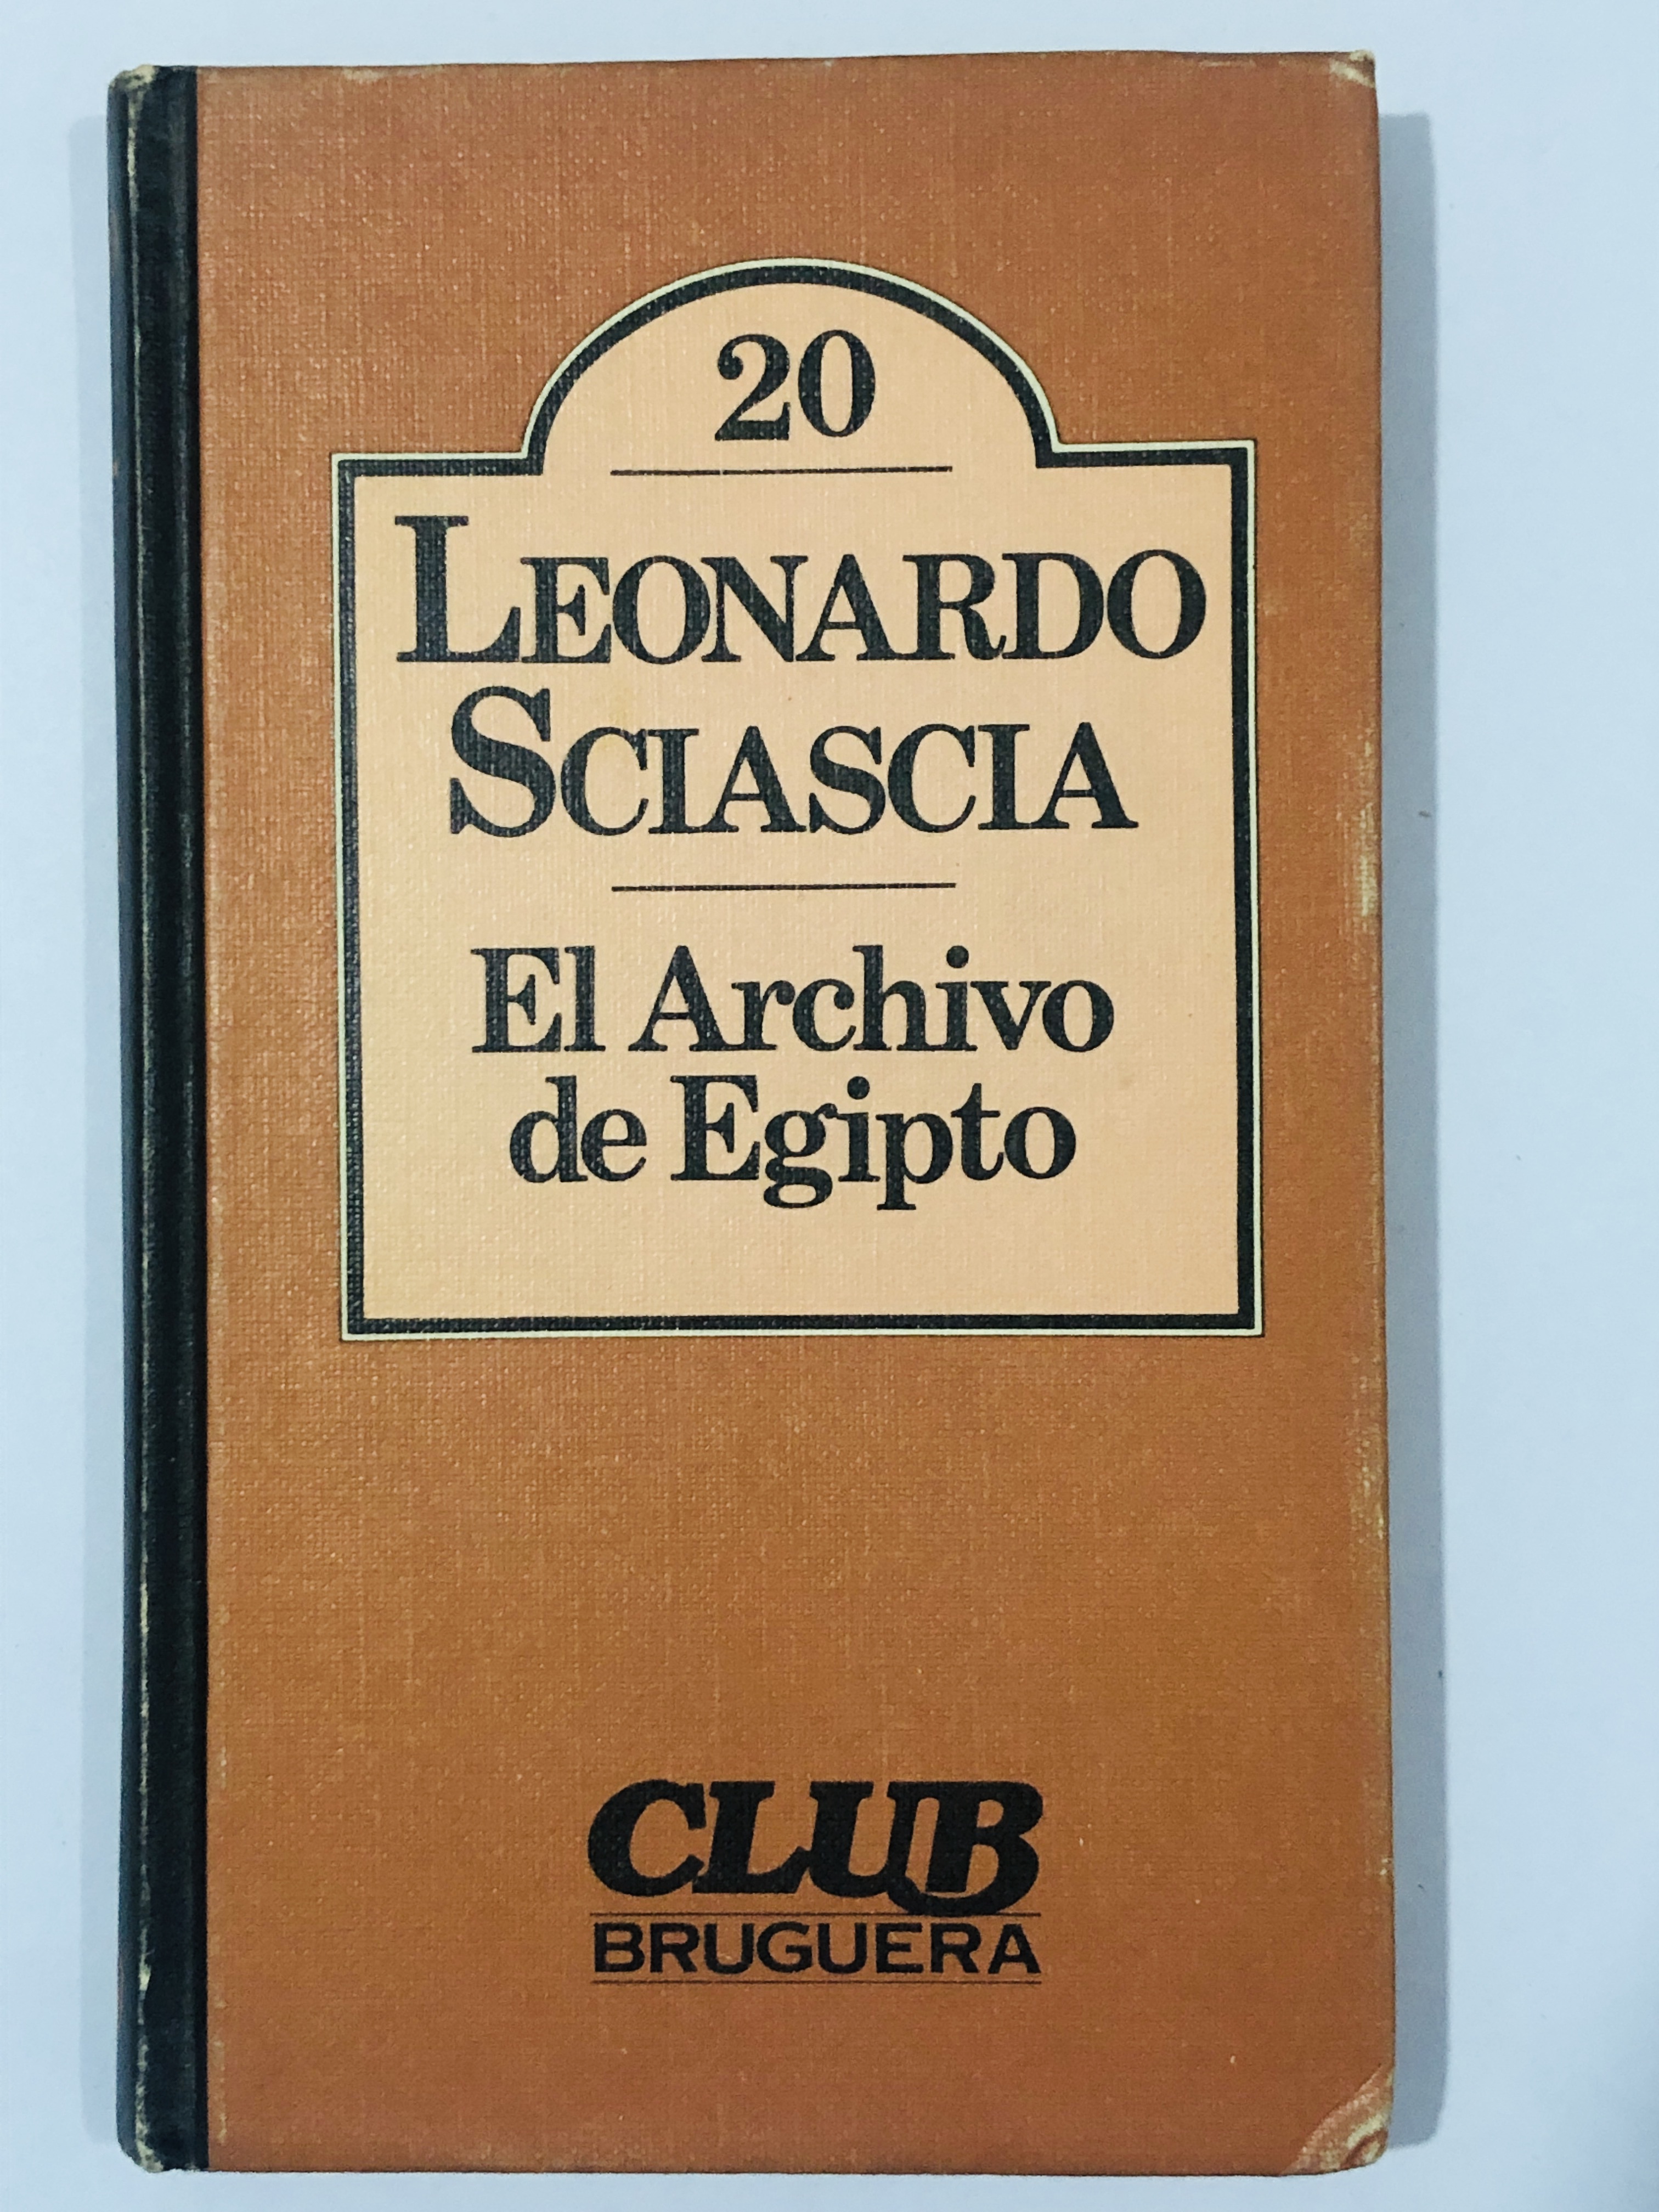 20
LEONARDO
SCIASCIA
El Archivo
de Egipto
CLUB
BRUGUERA